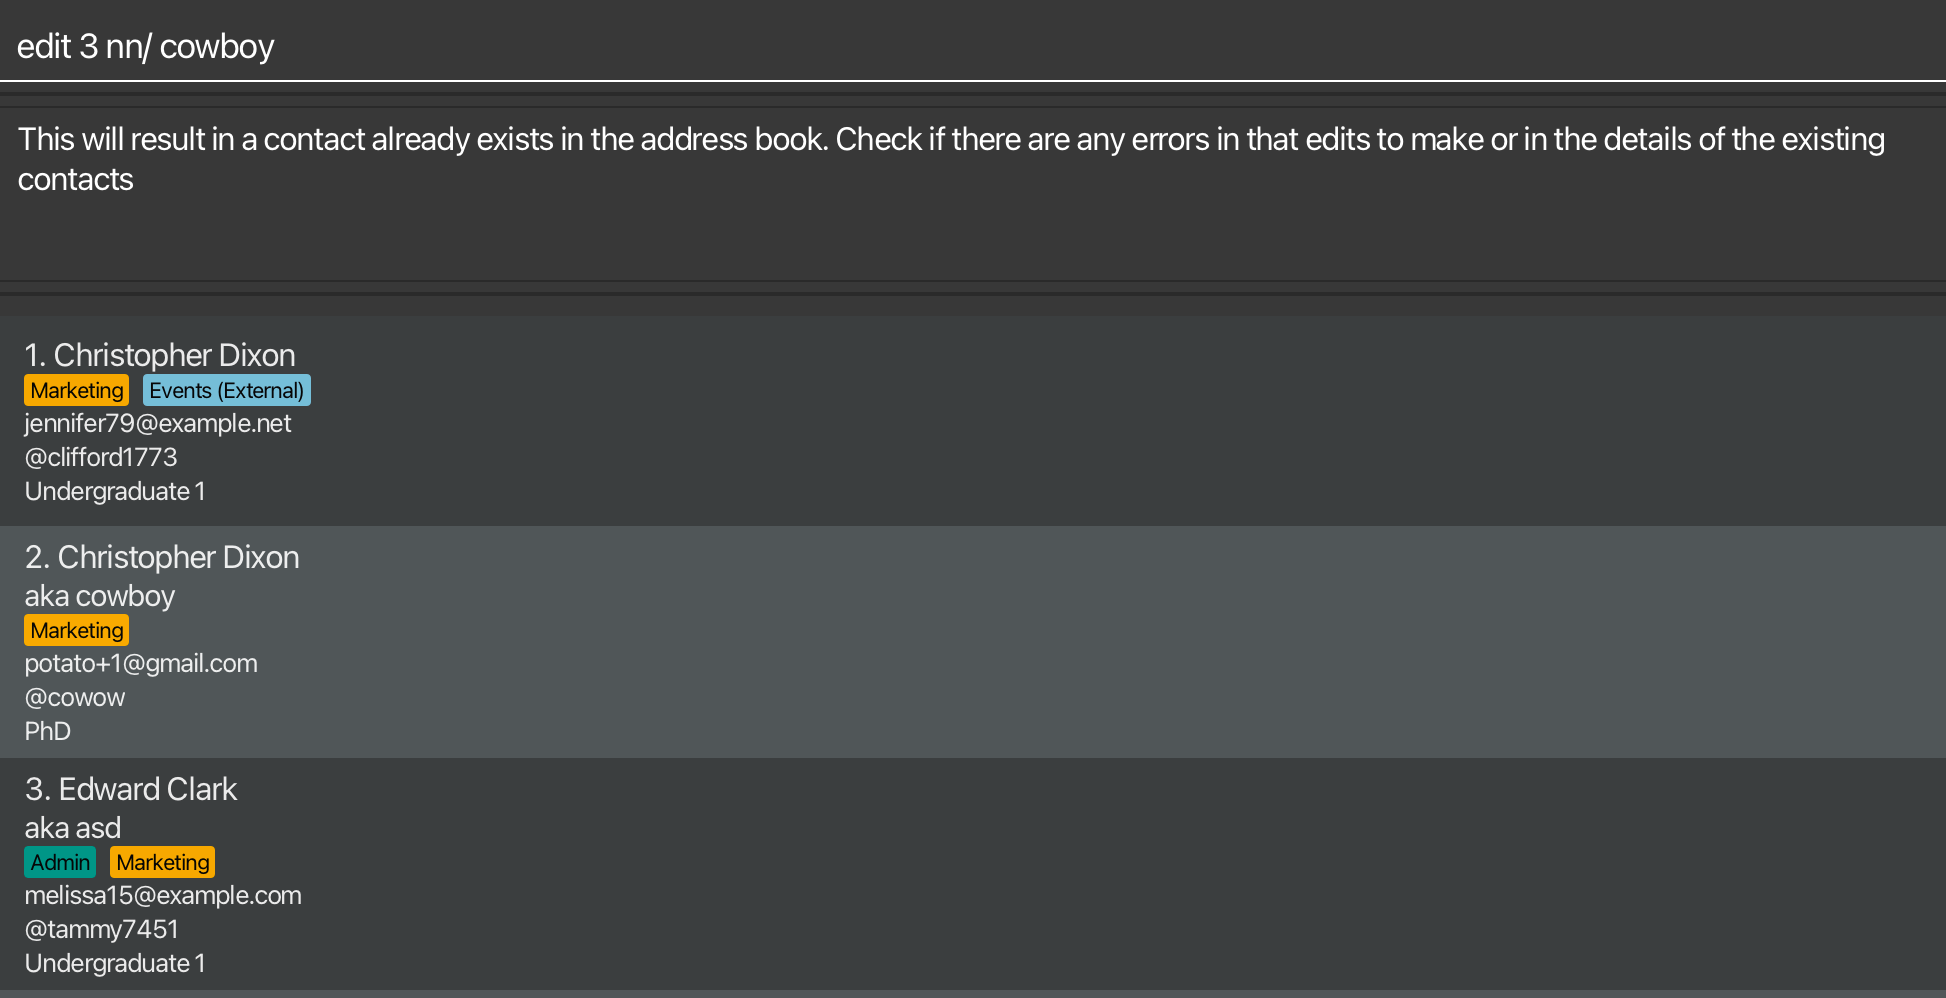 edit 3 nn/ cowboy
This will result in a contact already exists in the address book. Check if there are any errors in that edits to make or in the details of the existing
contacts
1. Christopher Dixon
Marketing Events (External)
jennifer79@example.net
@clifford1773
Undergraduate 1
2. Christopher Dixon
aka cowboy
Marketing
potato+1@gmail.com
@cowow
PhD
3. Edward Clark
aka asd
Admin Marketing
melissa15@example.com
@tammy7451
Undergraduate 1